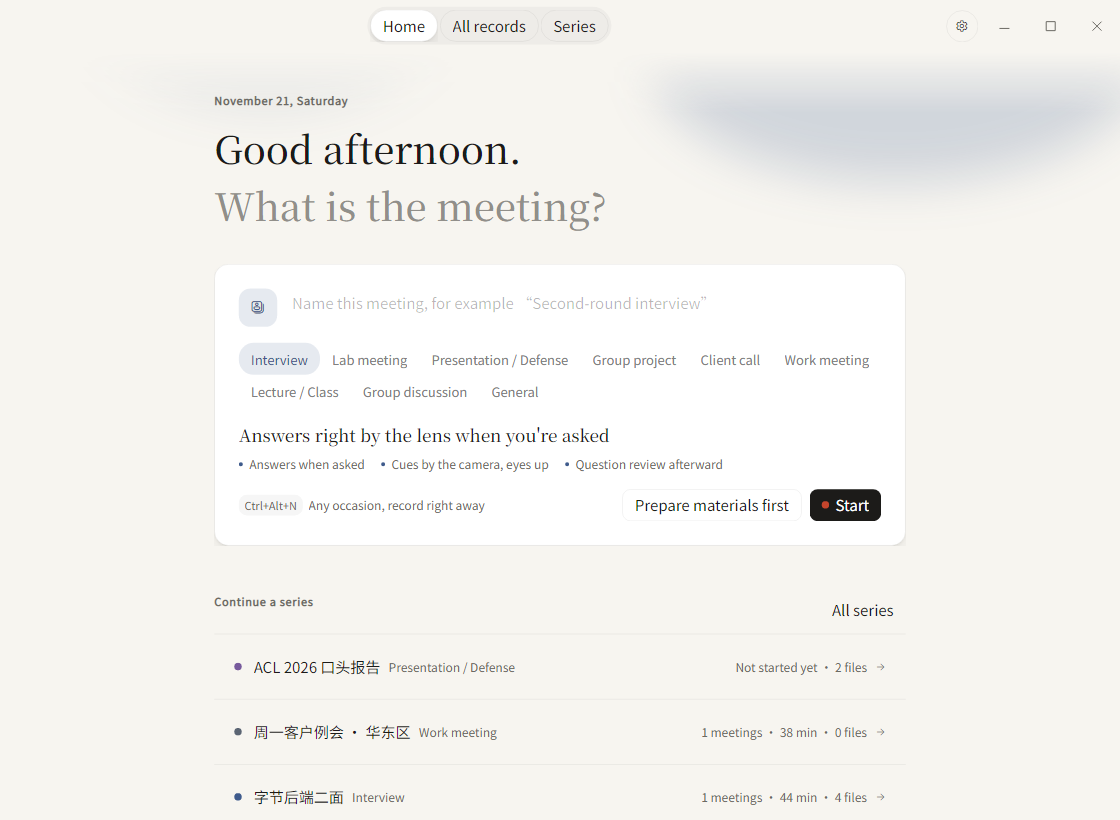 Home All records Series
November 21, Saturday
Good afternoon.
What is the meeting?
Name this meeting, for example “Second-round interview”
Interview Lab meeting Presentation / Defense Group project Client call Work meeting
Lecture / Class Group discussion General
Answers right by the lens when you're asked
• Answers when asked • Cues by the camera, eyes up • Question review afterward
Ctrl+Alt+N Any occasion, record right away Prepare materials first Start
Continue a series All series
ACL 2026 口头报告 Presentation / Defense Not started yet • 2 files →
周一客户例会 · 华东区 Work meeting 1 meetings • 38 min • 0 files →
字节后端二面 Interview 1 meetings • 44 min • 4 files →